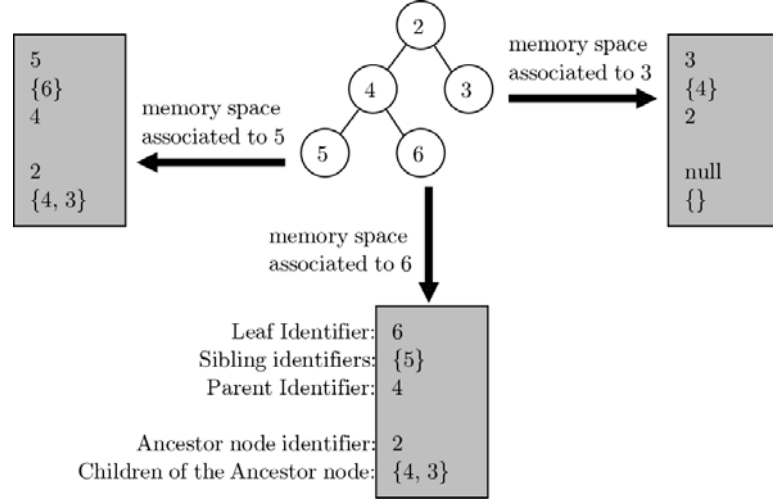 2
4
3
5
6
5
{6}
4
2
{4, 3}
memory space
associated to 5
memory space
associated to 3
3
{4}
2
null
{}
memory space
associated to 6
Leaf Identifier: 6
Sibling identifiers: {5}
Parent Identifier: 4
Ancestor node identifier: 2
Children of the Ancestor node: {4, 3}